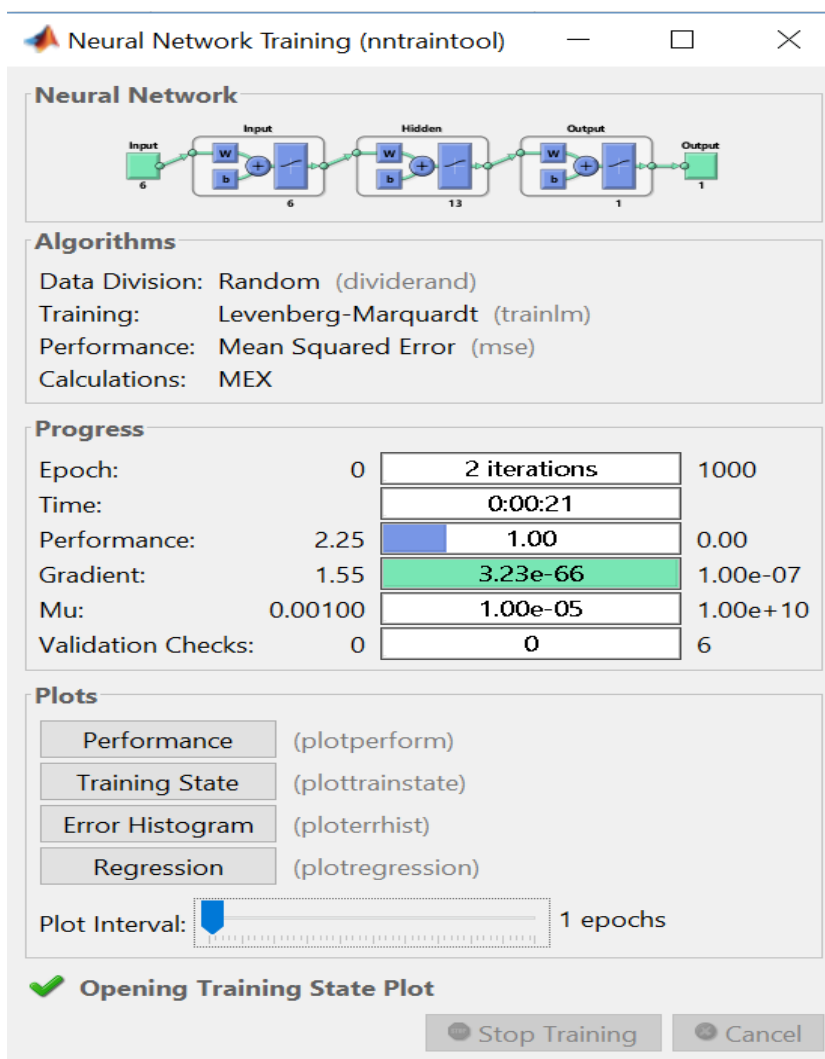 Neural Network Training (nntraintool)
Neural Network
Input Hidden Output
Input Output
W b + W b + W b +
6 6 13 1 1
Algorithms
Data Division: Random (dividerand)
Training: Levenberg-Marquardt (trainlm)
Performance: Mean Squared Error (mse)
Calculations: MEX
Progress
Epoch: 0 2 iterations 1000
Time: 0:00:21
Performance: 2.25 1.00 0.00
Gradient: 1.55 3.23e-66 1.00e-07
Mu: 0.00100 1.00e-05 1.00e+10
Validation Checks: 0 0 6
Plots
Performance (plotperform)
Training State (plottrainstate)
Error Histogram (ploterrhist)
Regression (plotregression)
Plot Interval: 1 epochs
Opening Training State Plot
Stop Training Cancel